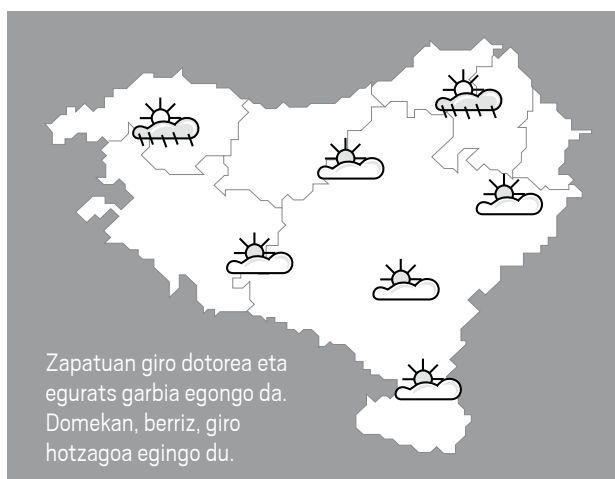 Zapatuan giro dotorea eta
egurats garbia egongo da.
Domekan, berriz, giro
hotzagoa egingo du.